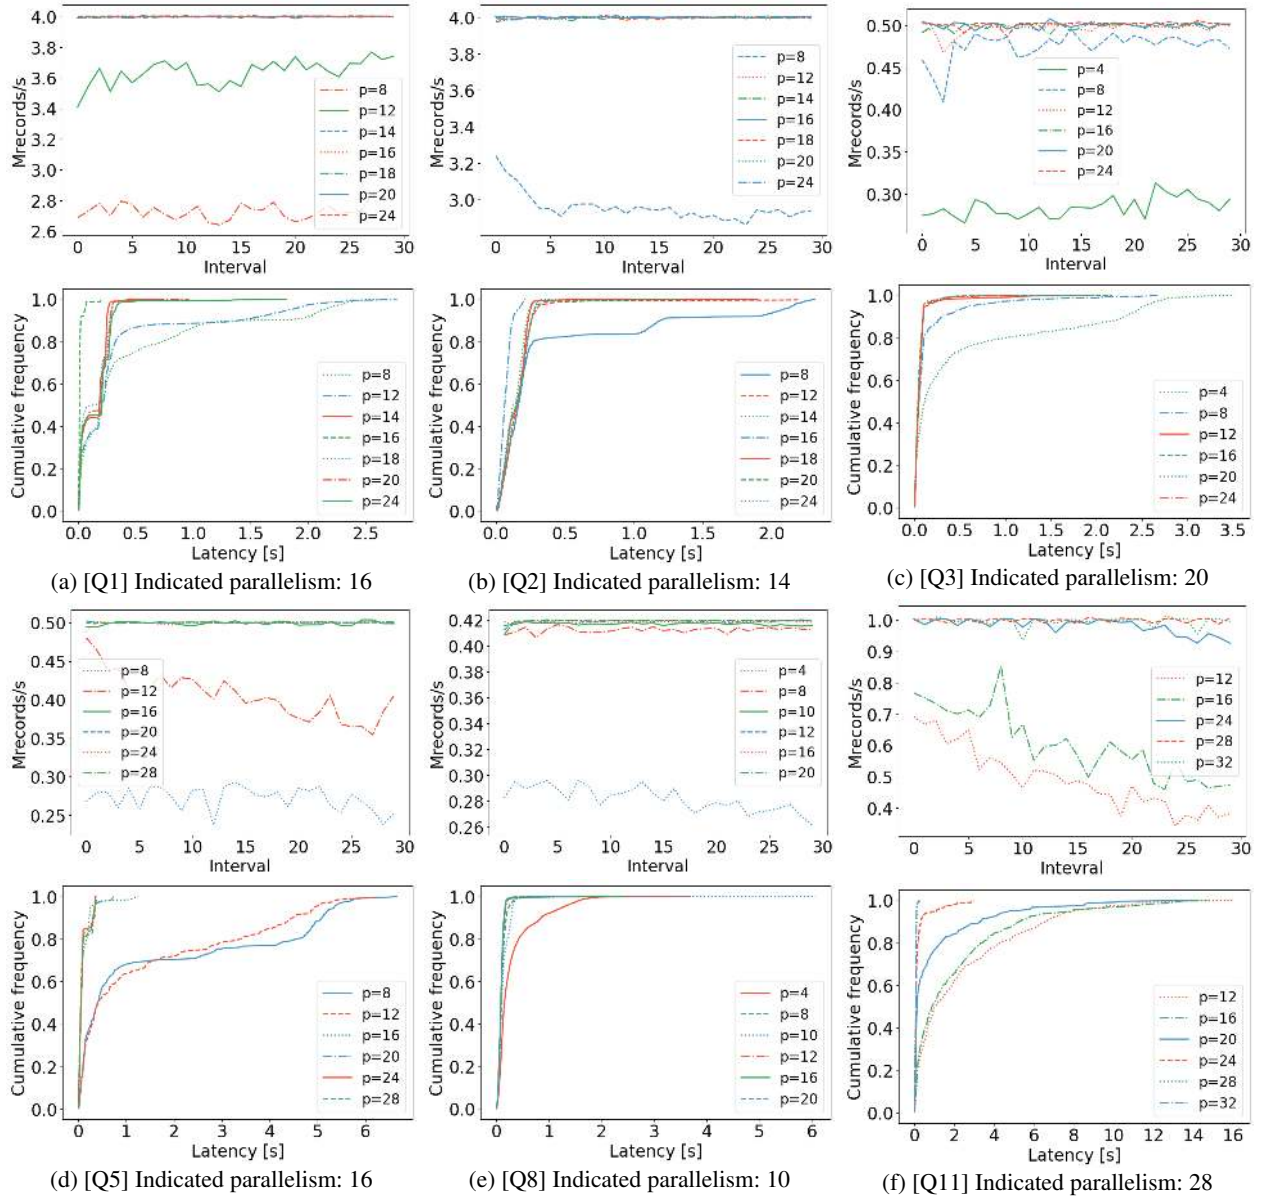 Mrecords/s
4.0
3.8
3.6
3.4
3.2
3.0
2.8
2.6
p=8
p=12
p=14
p=16
p=18
p=20
p=24
0 5 10 15 20 25 30
Interval
Mrecords/s
4.0
3.8
3.6
3.4
3.2
3.0
p=8
p=12
p=14
p=16
p=18
p=20
p=24
0 5 10 15 20 25 30
Interval
Mrecords/s
0.50
0.45
0.40
0.35
0.30
p=4
p=8
p=12
p=16
p=20
p=24
0 5 10 15 20 25 30
Interval
Cumulative frequency
1.0
0.8
0.6
0.4
0.2
0.0
p=8
p=12
p=14
p=16
p=18
p=20
p=24
0.0 0.5 1.0 1.5 2.0 2.5
Latency [s]
(a) [Q1] Indicated parallelism: 16
Cumulative frequency
1.0
0.8
0.6
0.4
0.2
0.0
p=8
p=12
p=14
p=16
p=18
p=20
p=24
0.0 0.5 1.0 1.5 2.0
Latency [s]
(b) [Q2] Indicated parallelism: 14
Cumulative frequency
1.0
0.8
0.6
0.4
0.2
0.0
p=4
p=8
p=12
p=16
p=20
p=24
0.0 0.5 1.0 1.5 2.0 2.5 3.0 3.5
Latency [s]
(c) [Q3] Indicated parallelism: 20
Mrecords/s
0.50
0.45
0.40
0.35
0.30
0.25
p=8
p=12
p=16
p=20
p=24
p=28
0 5 10 15 20 25 30
Interval
Mrecords/s
0.42
0.40
0.38
0.36
0.34
0.32
0.30
0.28
0.26
p=4
p=8
p=10
p=12
p=16
p=20
0 5 10 15 20 25 30
Interval
Mrecords/s
1.0
0.9
0.8
0.7
0.6
0.5
0.4
p=12
p=16
p=24
p=28
p=32
0 5 10 15 20 25 30
Intevral
Cumulative frequency
1.0
0.8
0.6
0.4
0.2
0.0
p=8
p=12
p=16
p=20
p=24
p=28
0 1 2 3 4 5 6
Latency [s]
(d) [Q5] Indicated parallelism: 16
Cumulative frequency
1.0
0.8
0.6
0.4
0.2
0.0
p=4
p=8
p=10
p=12
p=16
p=20
0 1 2 3 4 5 6
Latency [s]
(e) [Q8] Indicated parallelism: 10
Cumulative frequency
1.0
0.8
0.6
0.4
0.2
0.0
p=12
p=16
p=20
p=24
p=28
p=32
0 2 4 6 8 10 12 14 16
Latency [s]
(f) [Q11] Indicated parallelism: 28